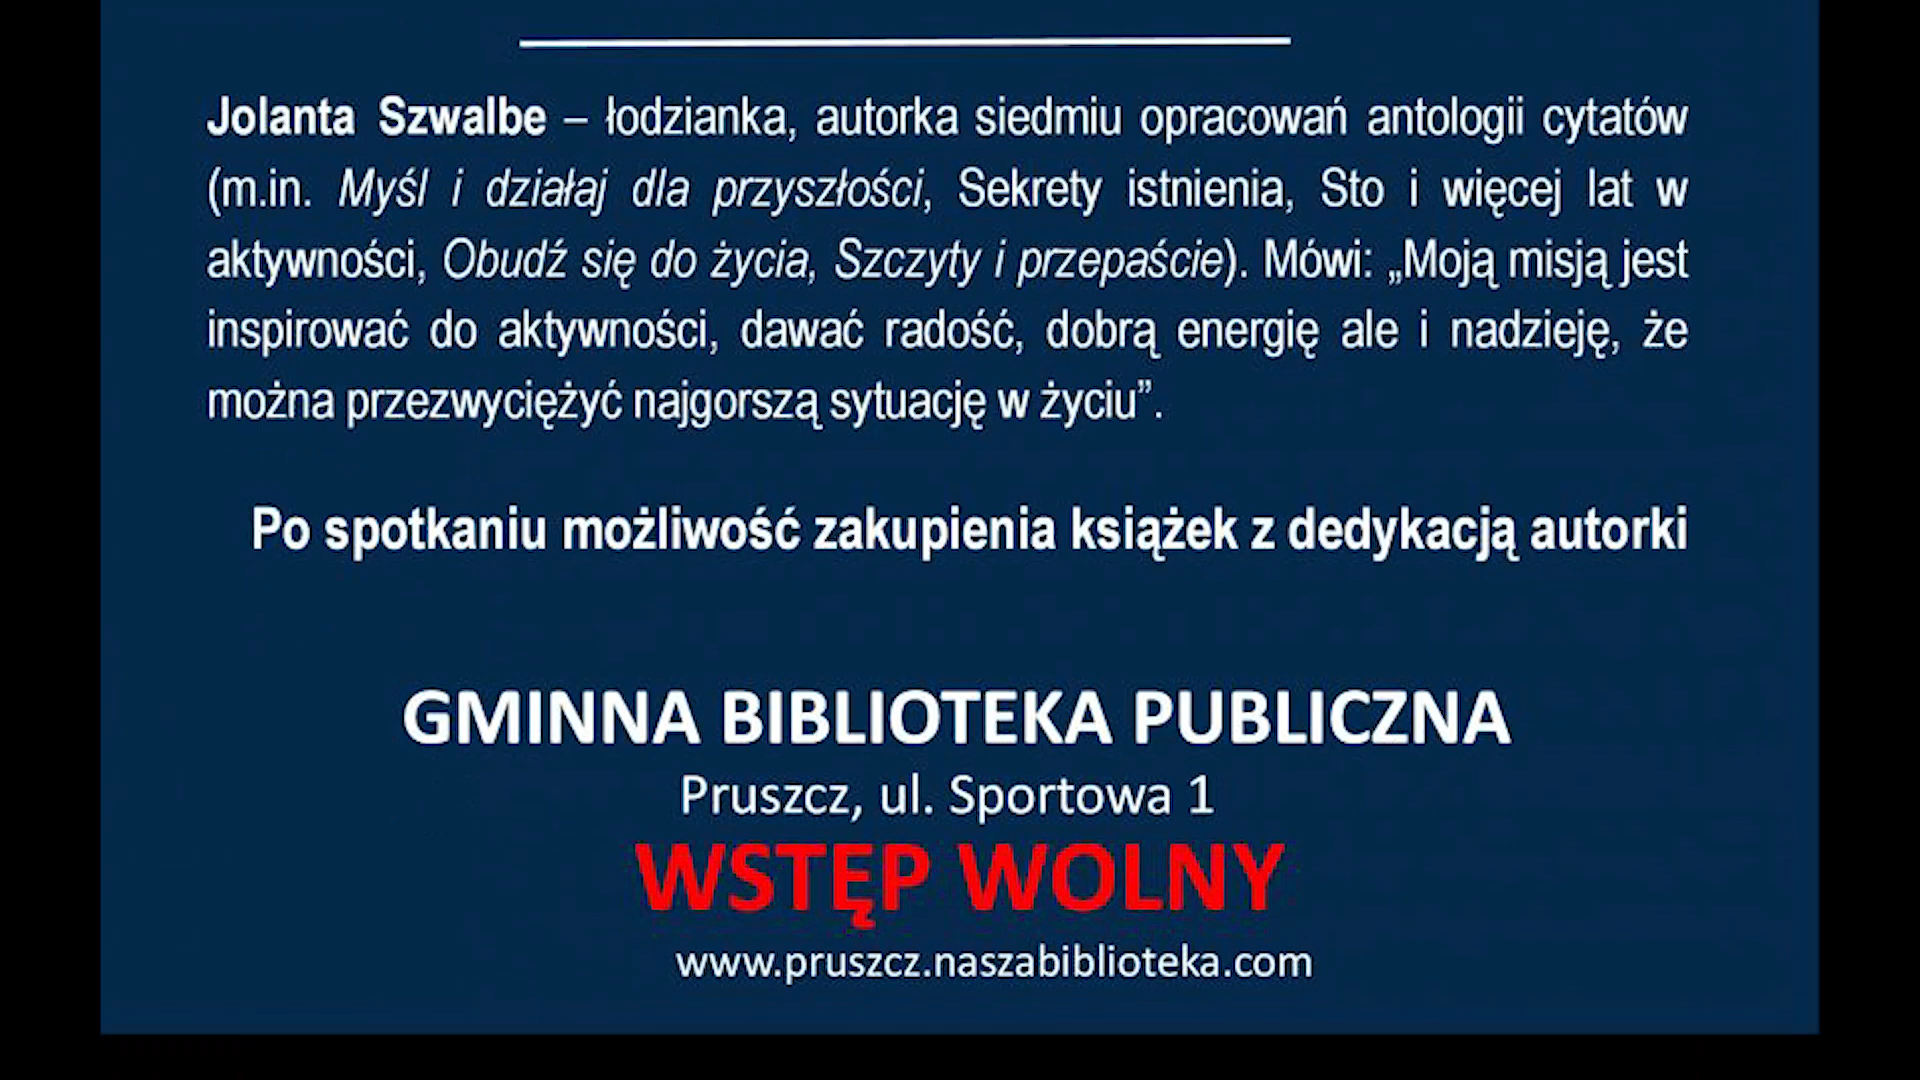 Jolanta Szwalbe – łodzianka, autorka siedmiu opracowań antologii cytatów
(m.in. Myśl i działaj dla przyszłości, Sekrety istnienia, Sto i więcej lat w
aktywności, Obudź się do życia, Szczyty i przepaście). Mówi: „Moją misją jest
inspirować do aktywności, dawać radość, dobrą energię ale i nadzieję, że
można przezwyciężyć najgorszą sytuację w życiu”.
Po spotkaniu możliwość zakupienia książek z dedykacją autorki
GMINNA BIBLIOTEKA PUBLICZNA
Pruszcz, ul. Sportowa 1
WSTĘP WOLNY
www.pruszcz.naszabiblioteka.com